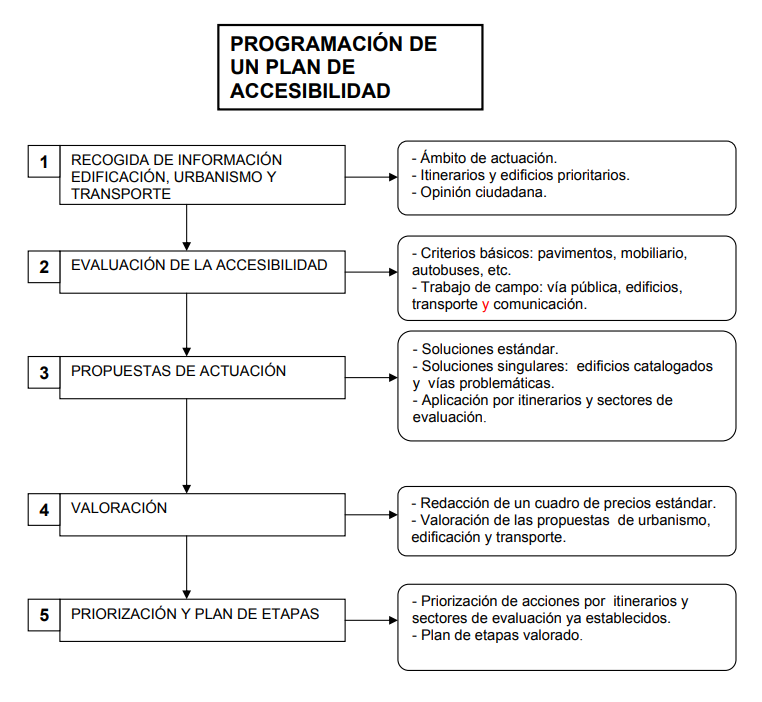 PROGRAMACIÓN DE
UN PLAN DE
ACCESIBILIDAD
1
RECOGIDA DE INFORMACIÓN
EDIFICACIÓN, URBANISMO Y
TRANSPORTE
- Ámbito de actuación.
- Itinerarios y edificios prioritarios.
- Opinión ciudadana.
2
EVALUACIÓN DE LA ACCESIBILIDAD
- Criterios básicos: pavimentos, mobiliario,
autobuses, etc.
- Trabajo de campo: vía pública, edificios,
transporte y comunicación.
3
PROPUESTAS DE ACTUACIÓN
- Soluciones estándar.
- Soluciones singulares: edificios catalogados
y vías problemáticas.
- Aplicación por itinerarios y sectores de
evaluación.
4
VALORACIÓN
- Redacción de un cuadro de precios estándar.
- Valoración de las propuestas de urbanismo,
edificación y transporte.
5
PRIORIZACIÓN Y PLAN DE ETAPAS
- Priorización de acciones por itinerarios y
sectores de evaluación ya establecidos.
- Plan de etapas valorado.